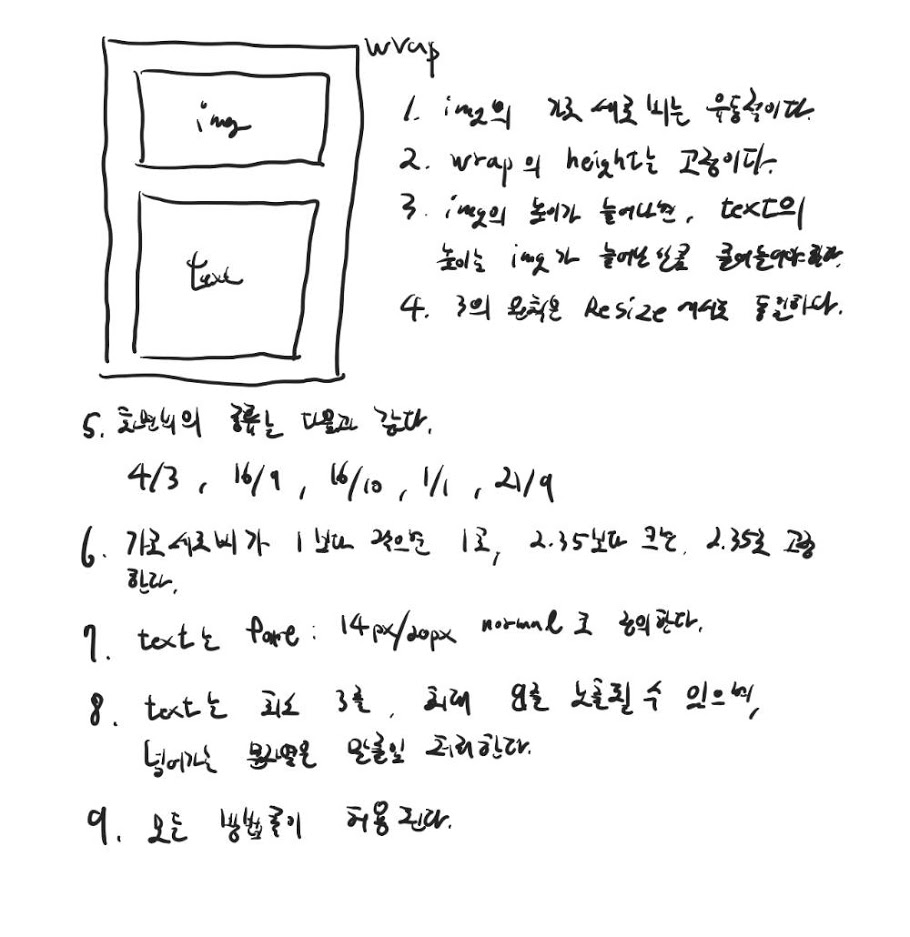 wrap
img
text
1. img의 가로 세로 비는 유동적이다.
2. wrap의 height는 고정이다.
3. img의 높이가 늘어나면, text의
높이는 img가 늘어난 만큼 줄어들어야한다.
4. 3의 원칙은 Resize 에서도 동일하다.
5. 화면비의 종류는 다음과 같다.
4/3, 16/9, 16/10, 1/1, 21/9
6. 가로세로비가 1보다 작으면 1로, 2.35보다 크면, 2.35로 고정
한다.
7. text는 : 14px/20px normal로 정의한다.
8. text는 최소 3줄, 최대 줄 노출될 수 있으며,
넘어가는 문자열은 말줄임 처리한다.
9. 모든 방법론이 허용된다.